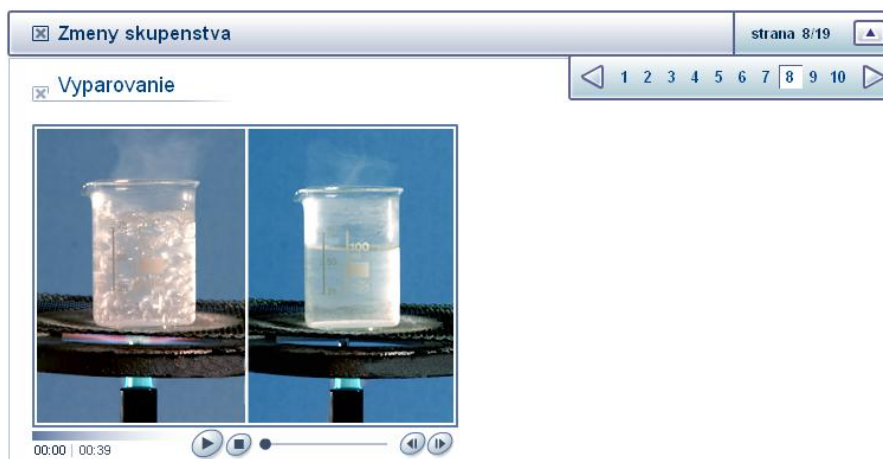 Zmeny skupenstva
strana 8/19
1 2 3 4 5 6 7 8 9 10
Vyparovanie
100
50
00:00 | 00:39